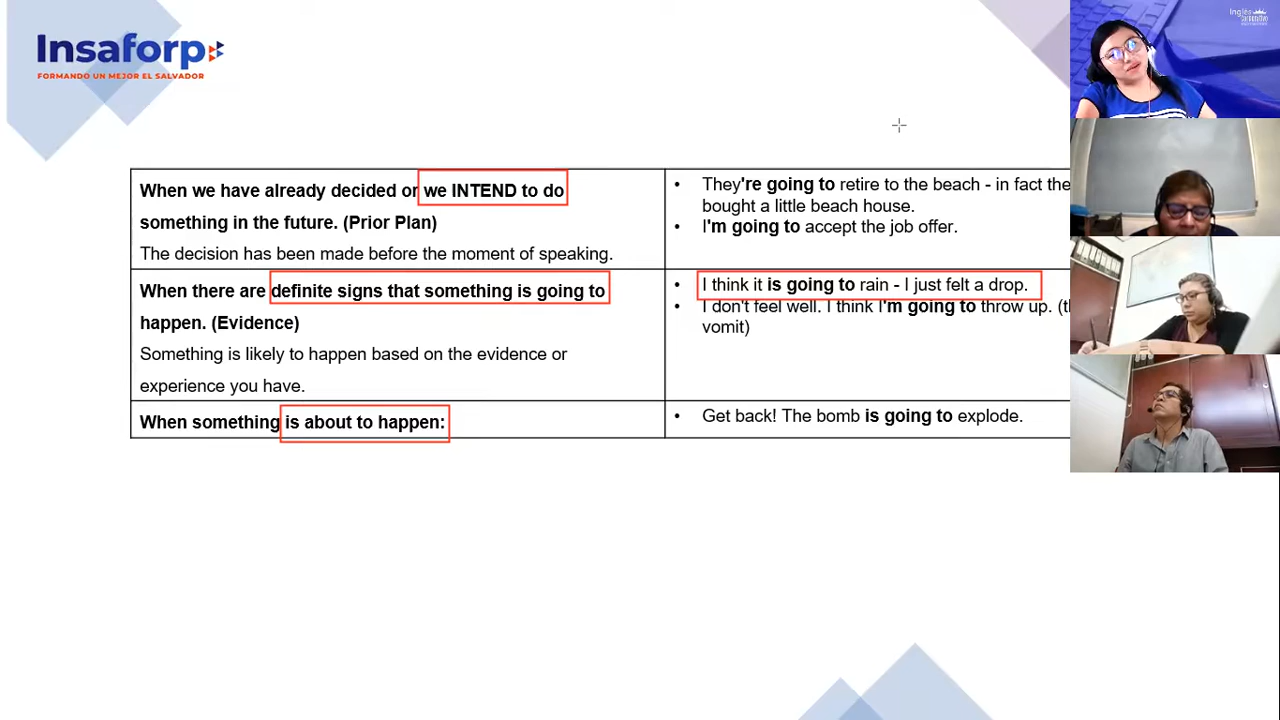 Insaforp
FORMANDO UN MEJOR EL SALVADOR
Inglés
When we have already decided or we INTEND to do
something in the future. (Prior Plan)
The decision has been made before the moment of speaking.
They're going to retire to the beach - in fact the
bought a little beach house.
I'm going to accept the job offer.
When there are definite signs that something is going to
happen. (Evidence)
Something is likely to happen based on the evidence or
experience you have.
I think it is going to rain - I just felt a drop.
I don't feel well. I think I'm going to throw up. (
vomit)
When something is about to happen:
Get back! The bomb is going to explode.